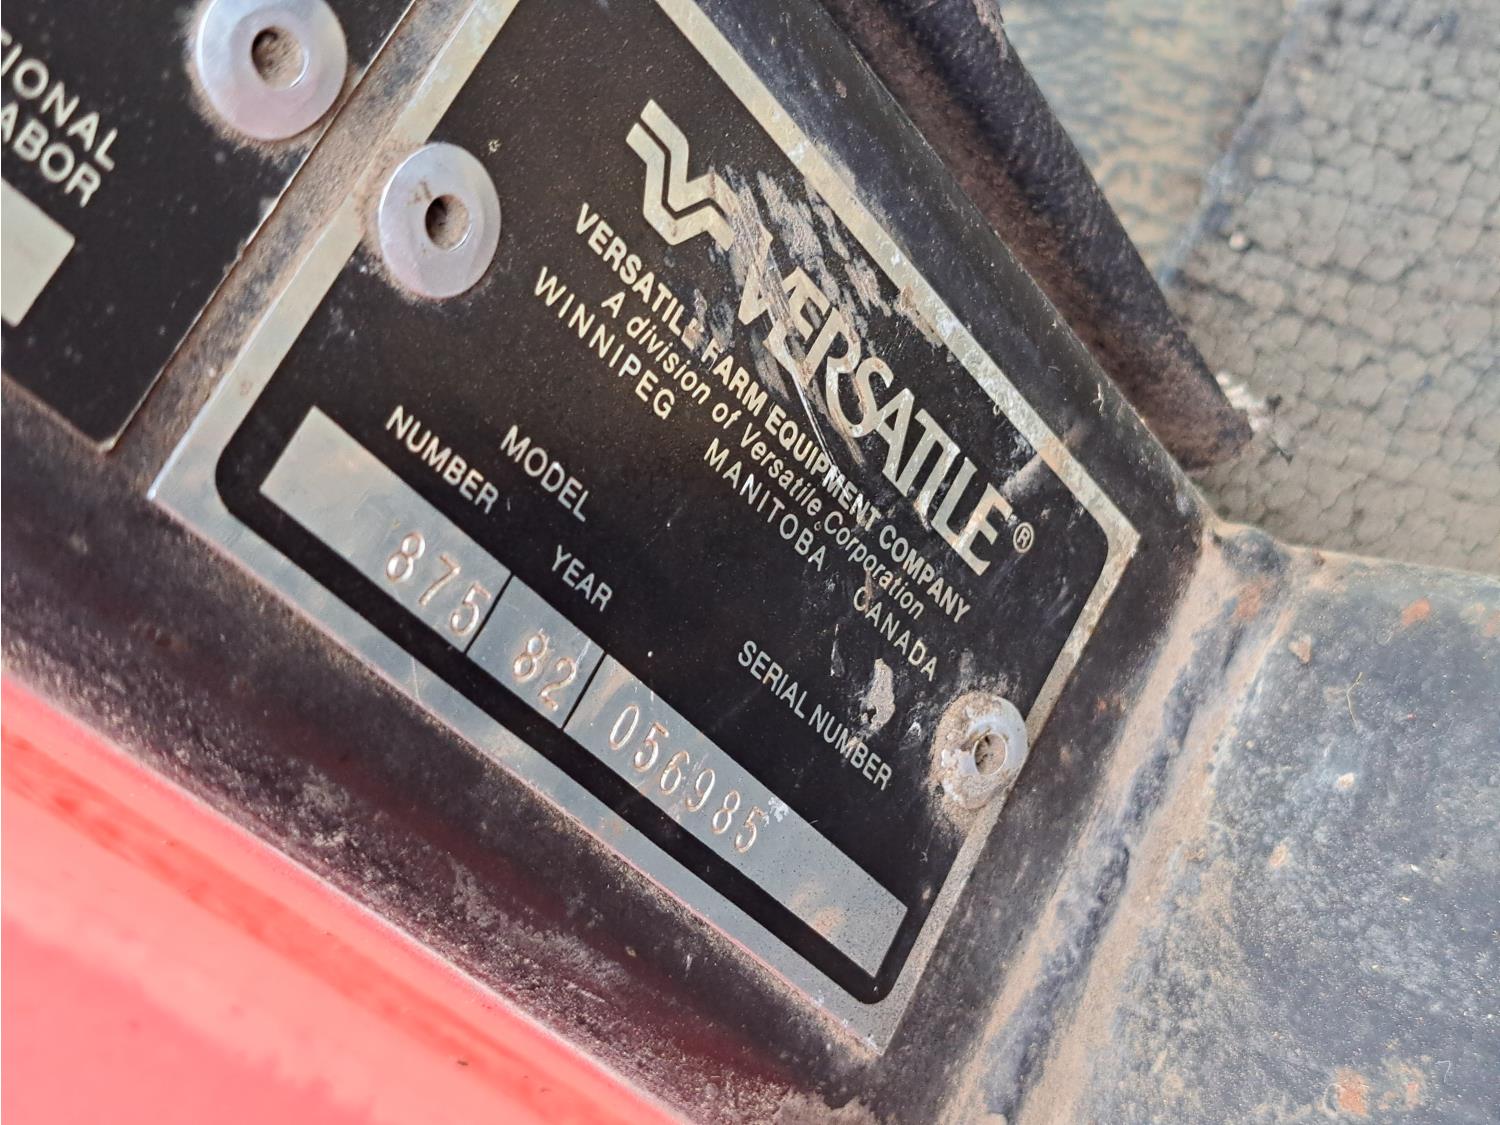 TIONAL
ABOR
VERSATILE®
VERSATILE FARM EQUIPMENT COMPANY
A division of Versatile Corporation
WINNIPEG MANITOBA CANADA
MODEL
NUMBER YEAR SERIAL NUMBER
875 82 056985